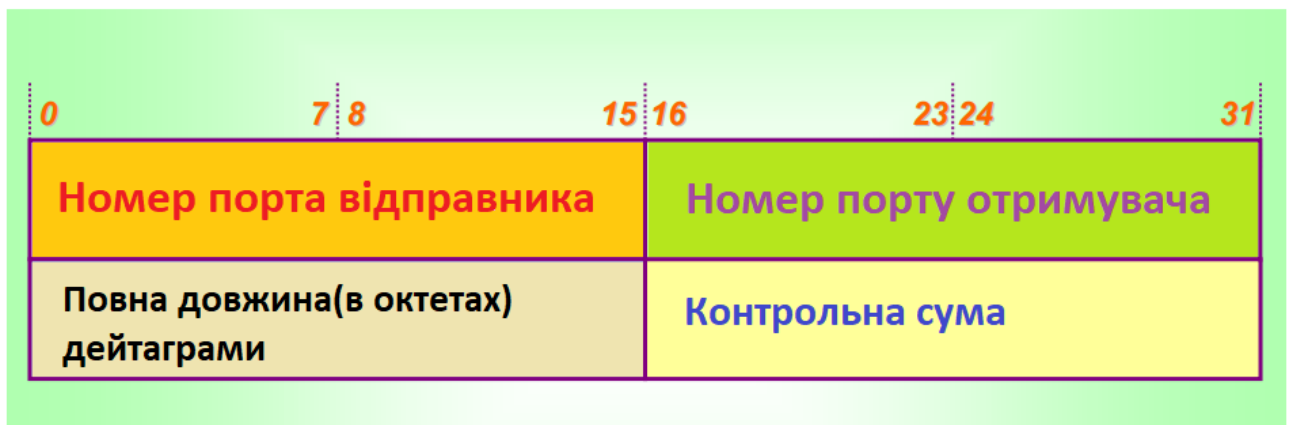 0 7 8 15 16 23 24 31
Номер порта відправника
Номер порту отримувача
Повна довжина(в октетах)
дейтаграми
Контрольна сума